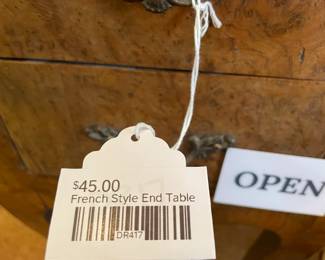 $45.00
French Style End Table
DR417
OPEN